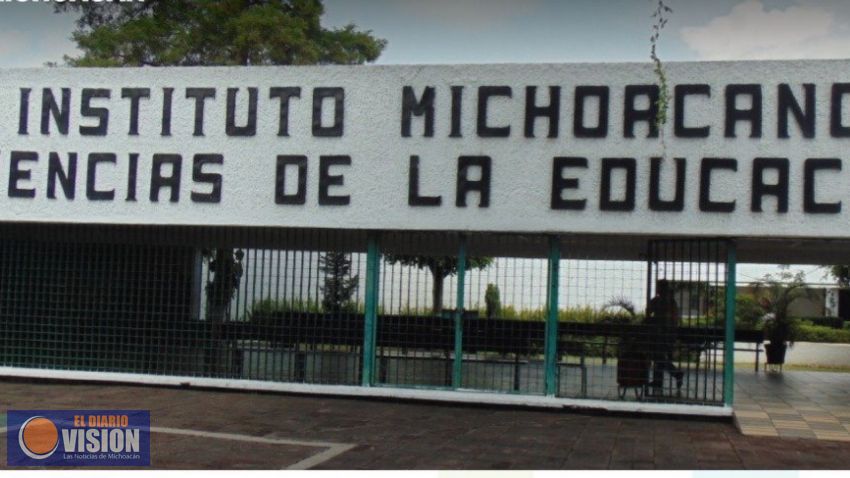 INSTITUTO MICHOACANO
ENCIAS DE LA EDUCAC
EL DIARIO
VISION
Las Noticias de Michoacán